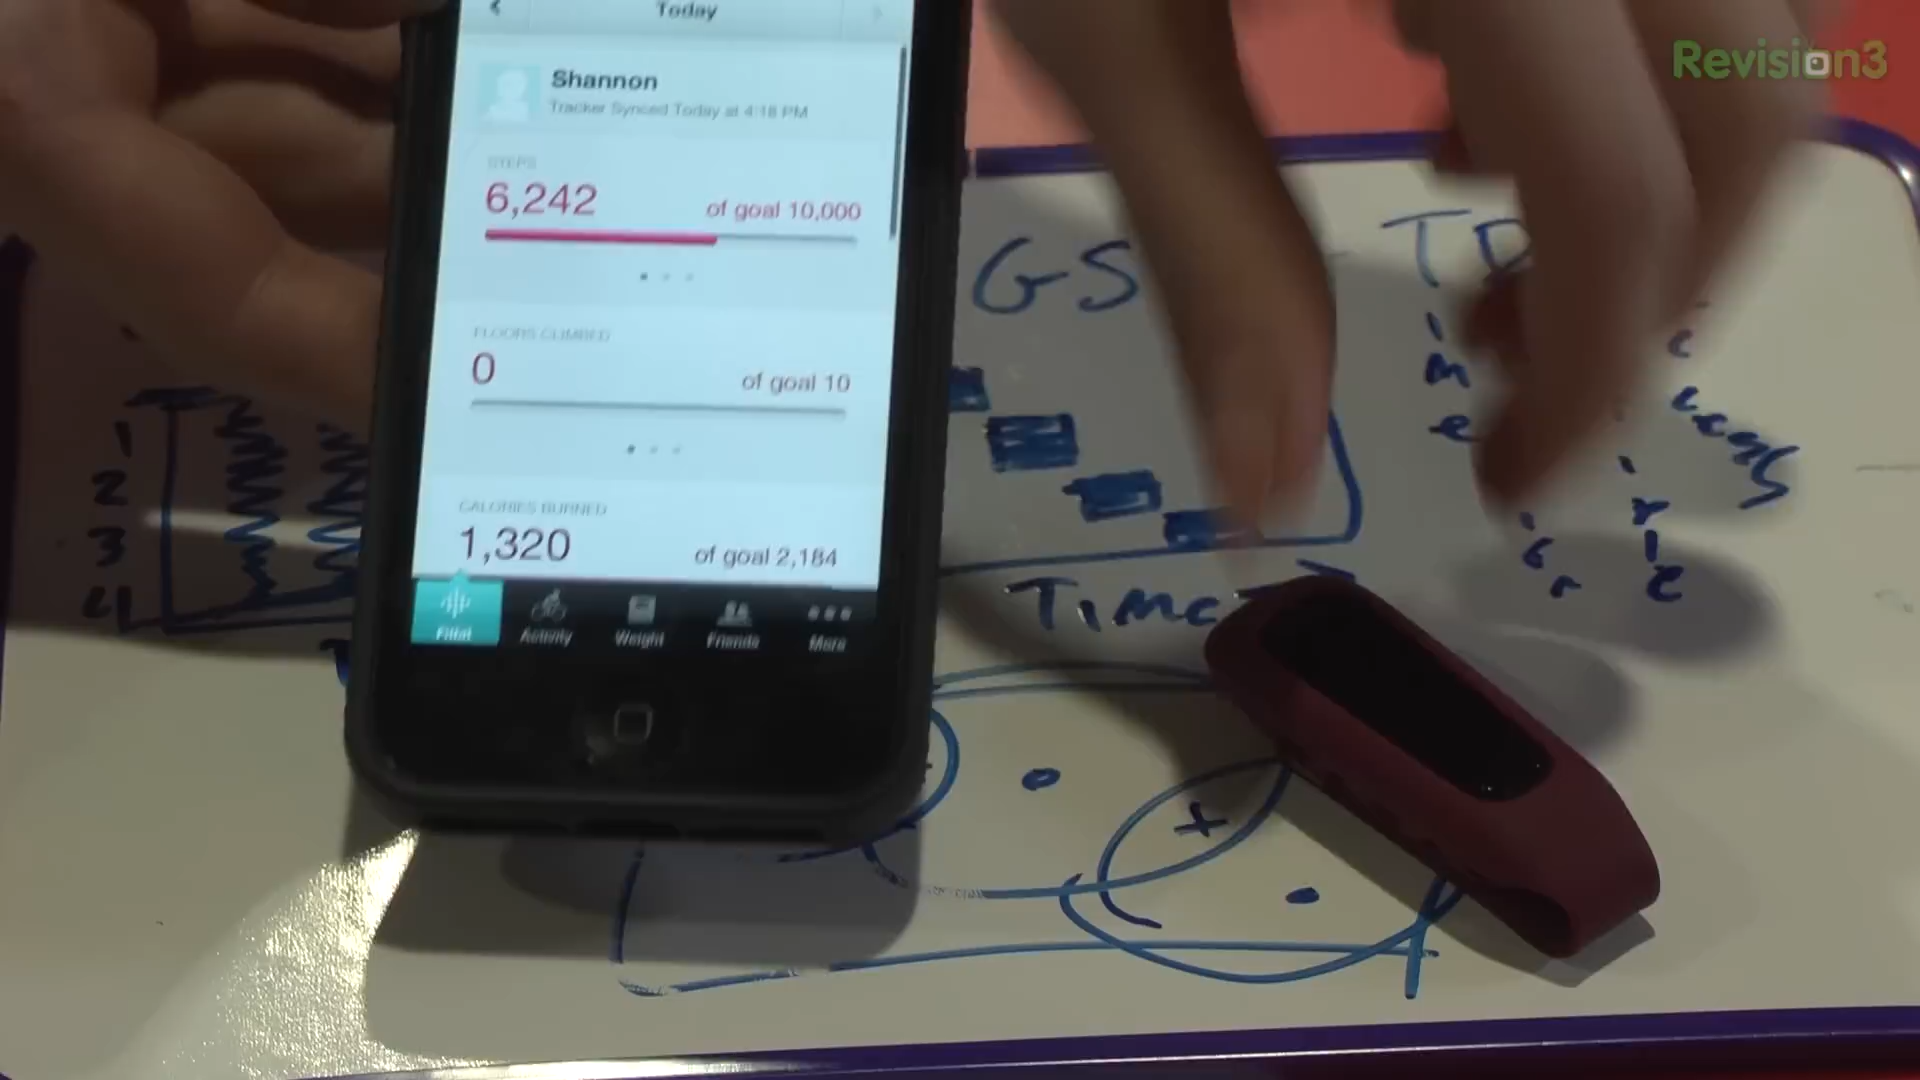 Today
Revision3
Shannon
Tracker Synced Today at 4:18 PM
STEPS
6,242 of goal 10,000
FLOORS CLIMBED
0 of goal 10
CALORIES BURNED
1,320 of goal 2,184
Fitbit Activity Weight Friends More
GS
1
2
3
4
Time